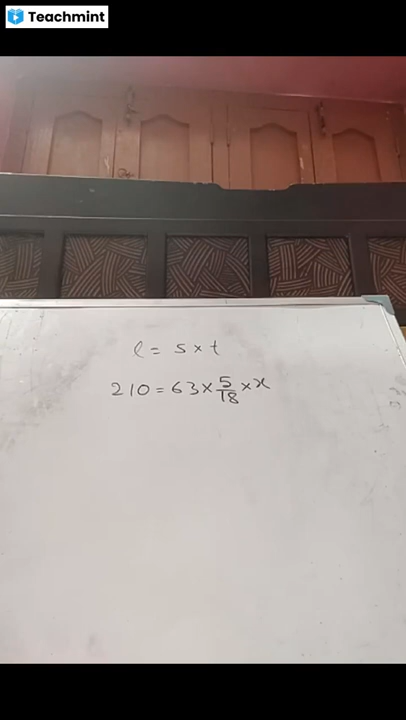 Teachmint
l = s × t
210 = 63 × 5/18 × x